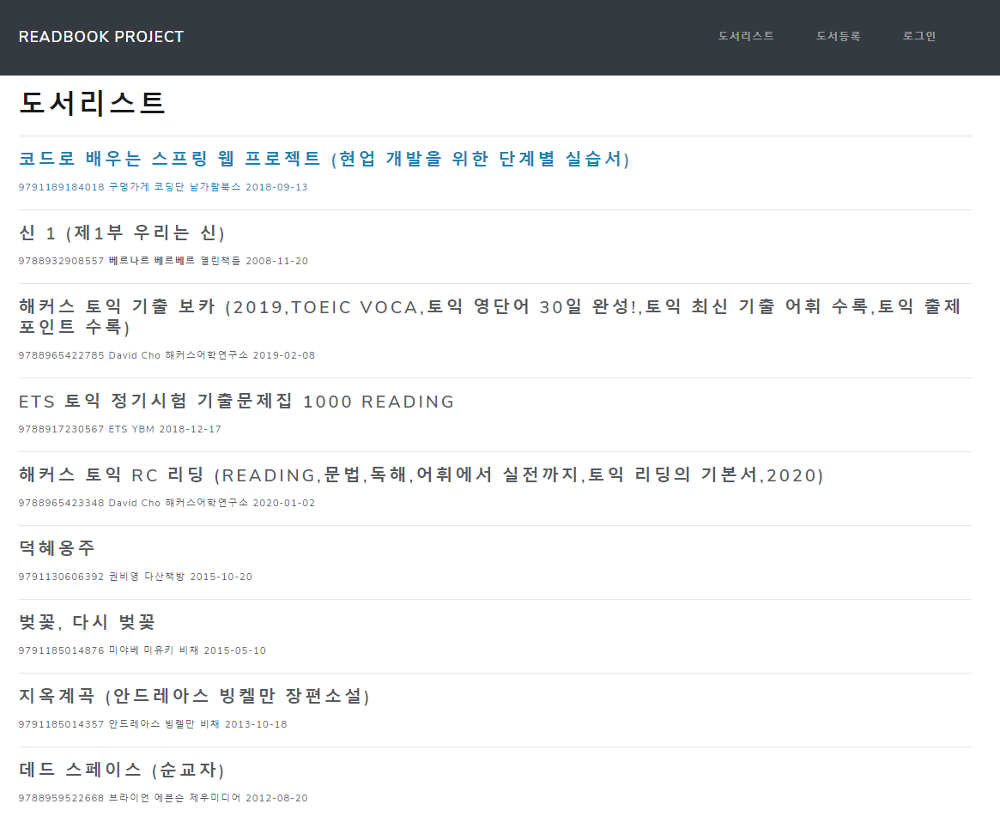 READBOOK PROJECT
도서리스트 도서등록 로그인
도서리스트
코드로 배우는 스프링 웹 프로젝트 (현업 개발을 위한 단계별 실습서)
9791189184018 구멍가게 코딩단 남가람북스 2018-09-13
신 1 (제1부 우리는 신)
9788932908557 베르나르 베르베르 열린책들 2008-11-20
해커스 토익 기출 보카 (2019,TOEIC VOCA,토익 영단어 30일 완성!,토익 최신 기출 어휘 수록,토익 출제
포인트 수록)
9788965422785 David Cho 해커스어학연구소 2019-02-08
ETS 토익 정기시험 기출문제집 1000 READING
9788917230567 ETS YBM 2018-12-17
해커스 토익 RC 리딩 (READING,문법,독해,어휘에서 실전까지,토익 리딩의 기본서,2020)
9788965423348 David Cho 해커스어학연구소 2020-01-02
덕혜옹주
9791130606392 권비영 다산책방 2015-10-20
벚꽃, 다시 벚꽃
9791185014876 미야베 미유키 비채 2015-05-10
지옥계곡 (안드레아스 빙켈만 장편소설)
9791185014357 안드레아스 빙켈만 비채 2013-10-18
데드 스페이스 (순교자)
9788959522668 브라이언 에븐슨 제우미디어 2012-08-20